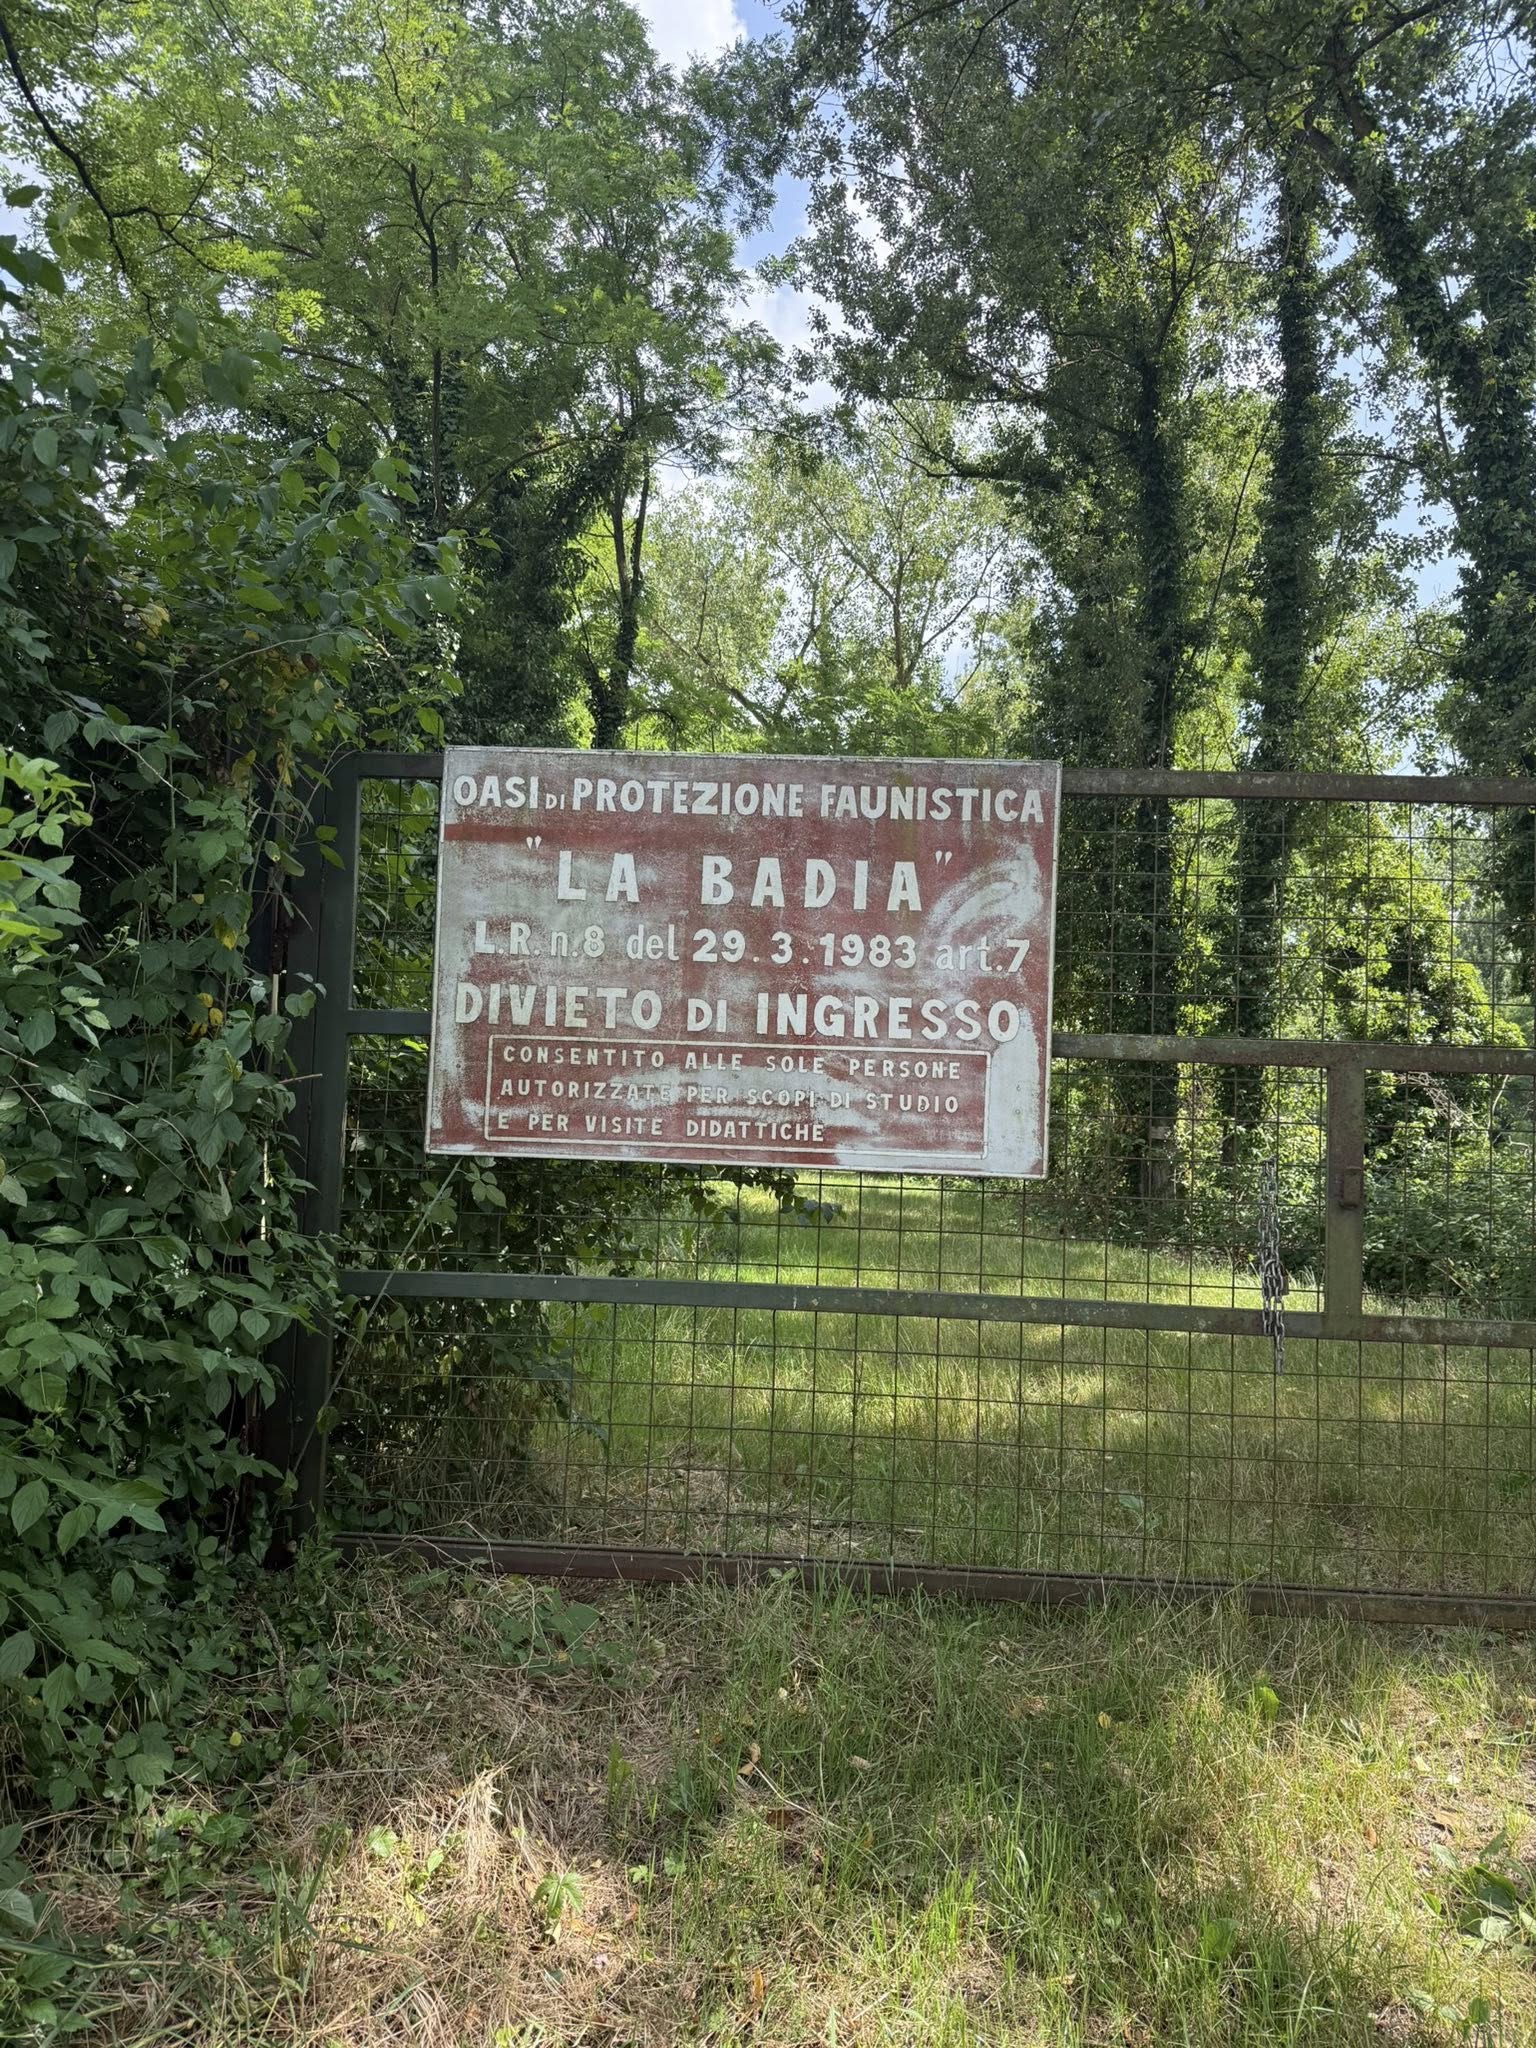 OASI DI PROTEZIONE FAUNISTICA
"LA BADIA"
L.R. n.8 del 29.3.1983 art.7
DIVIETO DI INGRESSO
CONSENTITO ALLE SOLE PERSONE
AUTORIZZATE PER SCOPI DI STUDIO
E PER VISITE DIDATTICHE